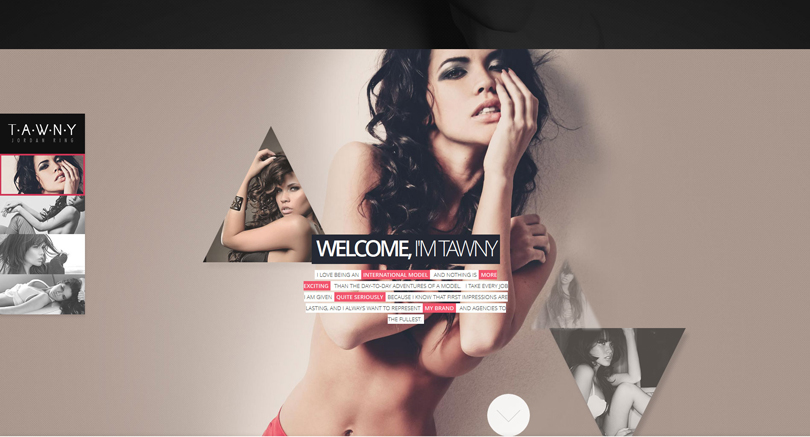 T·A·W·N·Y
JORDAN KING
WELCOME, I'M TAWNY
I LOVE BEING AN INTERNATIONAL MODEL AND NOTHING IS MORE
EXCITING THAN THE DAY-TO-DAY ADVENTURES OF A MODEL. I TAKE EVERY JOB
I AM GIVEN QUITE SERIOUSLY BECAUSE I KNOW THAT FIRST IMPRESSIONS ARE
LASTING, AND I ALWAYS WANT TO REPRESENT MY BRAND AND AGENCIES TO
THE FULLEST.